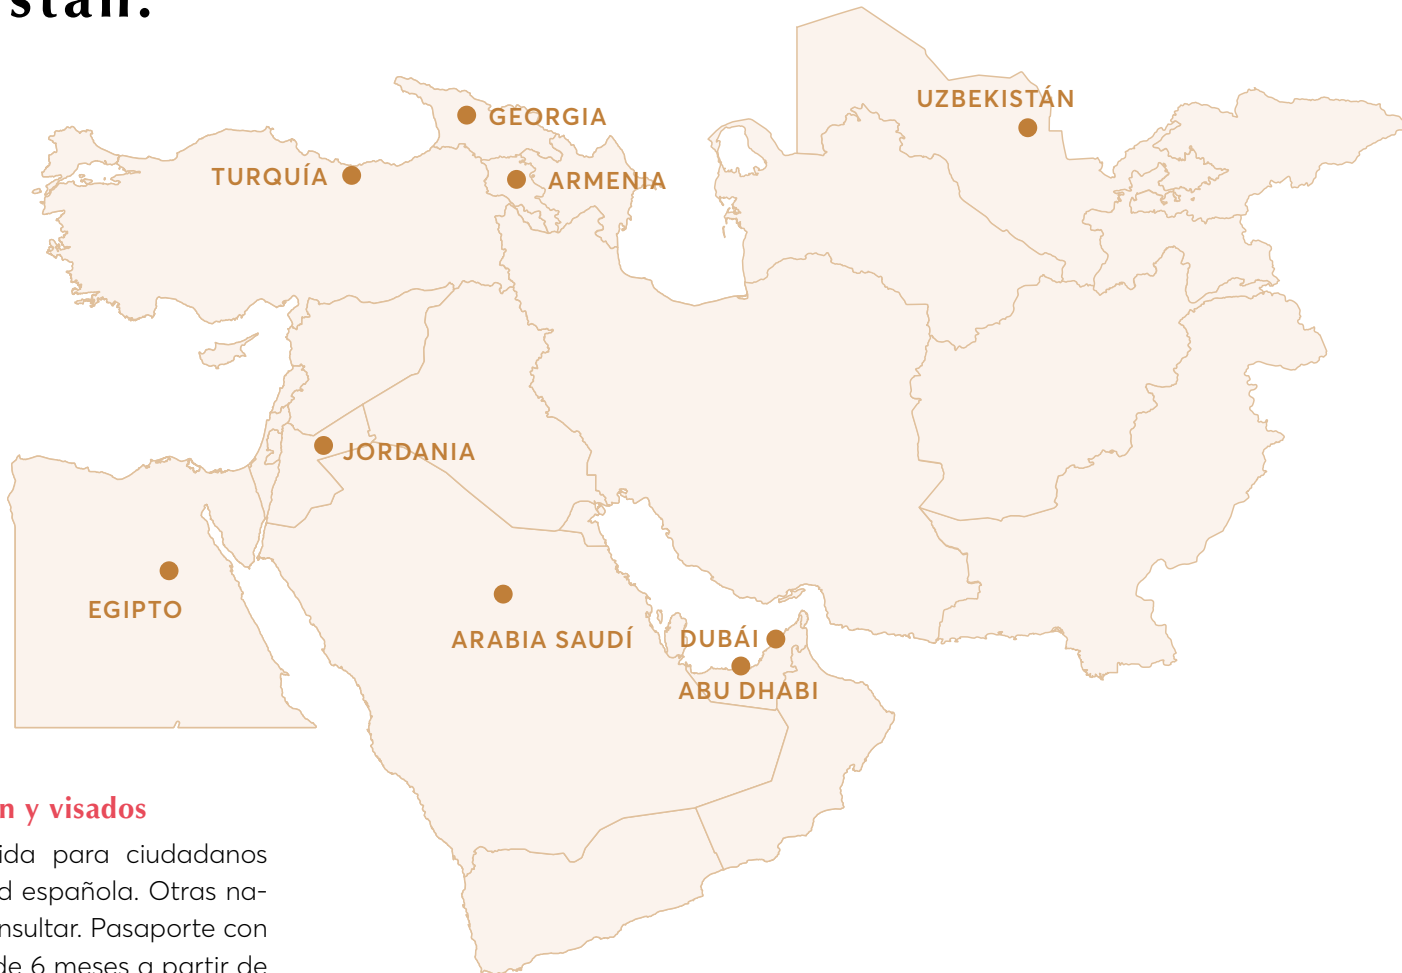 stán.
UZBEKISTÁN
GEORGIA
TURQUÍA
ARMENIA
JORDANIA
EGIPTO
ARABIA SAUDÍ
DUBÁI
ABU DHABI
n y visados
ida para ciudadanos
d española. Otras na-
nsultar. Pasaporte con
de 6 meses a partir de